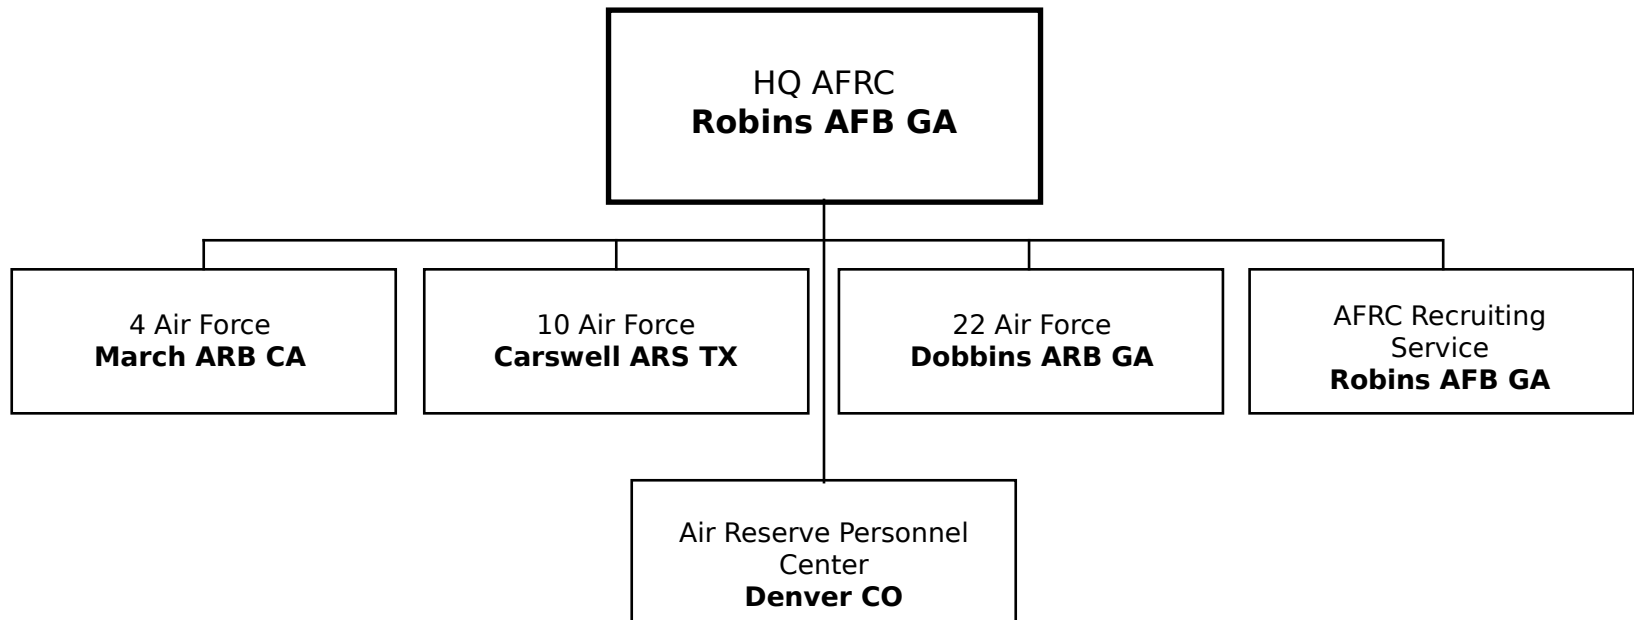 HQ AFRC
Robins AFB GA
4 Air Force
March ARB CA
10 Air Force
Carswell ARS TX
22 Air Force
Dobbins ARB GA
AFRC Recruiting
Service
Robins AFB GA
Air Reserve Personnel
Center
Denver CO